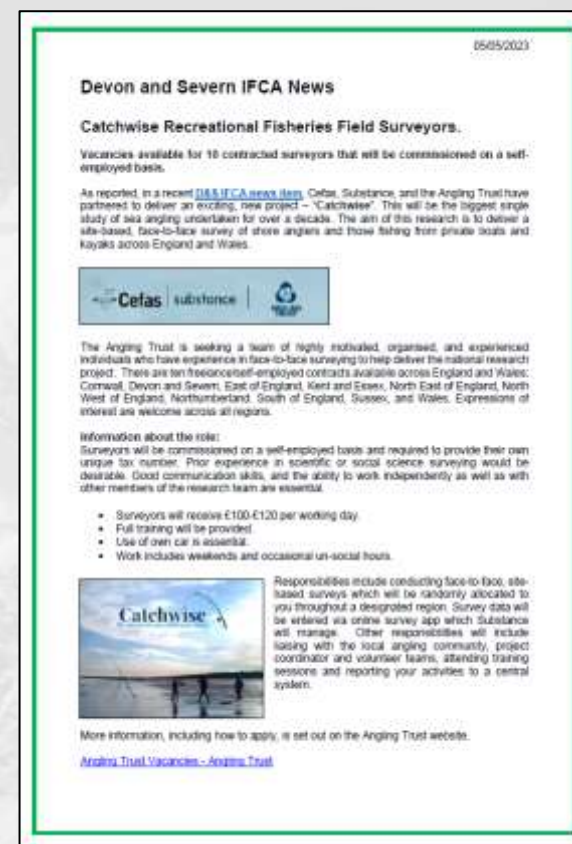 05/05/2023
Devon and Severn IFCA News
Catchwise Recreational Fisheries Field Surveyors.
Vacancies available for 10 contracted surveyors that will be commissioned on a self-
employed basis.
As reported, in a recent D&S IFCA news item, Cefas, Substance, and the Angling Trust have
partnered to deliver an exciting, new project – "Catchwise". This will be the biggest single
study of sea angling undertaken for over a decade. The aim of this research is to deliver a
site-based, face-to-face survey of shore anglers and those fishing from private boats and
kayaks across England and Wales.
Cefas substance
The Angling Trust is seeking a team of highly motivated, organised, and experienced
individuals who have experience in face-to-face surveying to help deliver the national research
project. There are ten freelance/self-employed contracts available across England and Wales:
Cornwall, Devon and Severn, East of England, Kent and Essex, North East of England, North
West of England, Northumberland, South of England, Sussex, and Wales. Expressions of
interest are welcome across all regions.
Information about the role:
Surveyors will be commissioned on a self-employed basis and required to provide their own
unique tax number. Prior experience in scientific or social science surveying would be
desirable. Good communication skills, and the ability to work independently as well as with
other members of the research team are essential.
• Surveyors will receive £100-£120 per working day.
• Full training will be provided.
• Use of own car is essential.
• Work includes weekends and occasional un-social hours.
Catchwise
Responsibilities include conducting face-to-face, site-
based surveys which will be randomly allocated to
you throughout a designated region. Survey data will
be entered via online survey app which Substance
will manage. Other responsibilities will include
liaising with the local angling community, project
coordinator and volunteer teams, attending training
sessions and reporting your activities to a central
system.
More information, including how to apply, is set out on the Angling Trust website.
Angling Trust Vacancies - Angling Trust